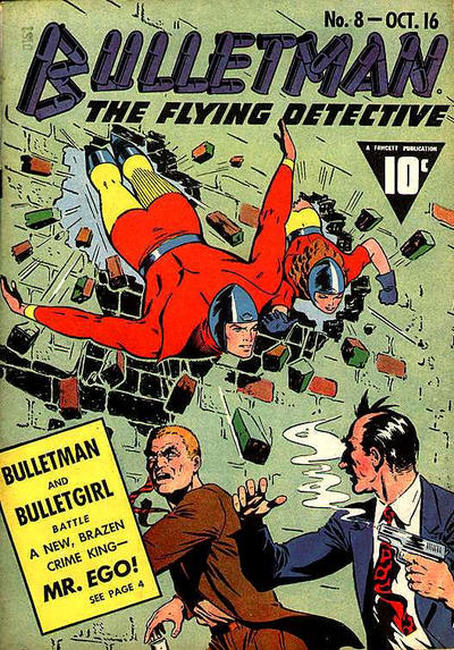 No. 8 — OCT. 16
BULLETMAN.
THE FLYING DETECTIVE
A FAWCETT PUBLICATION
10¢
BULLETMAN
AND
BULLETGIRL
BATTLE
A NEW, BRAZEN
CRIME KING—
MR. EGO!
SEE PAGE 4